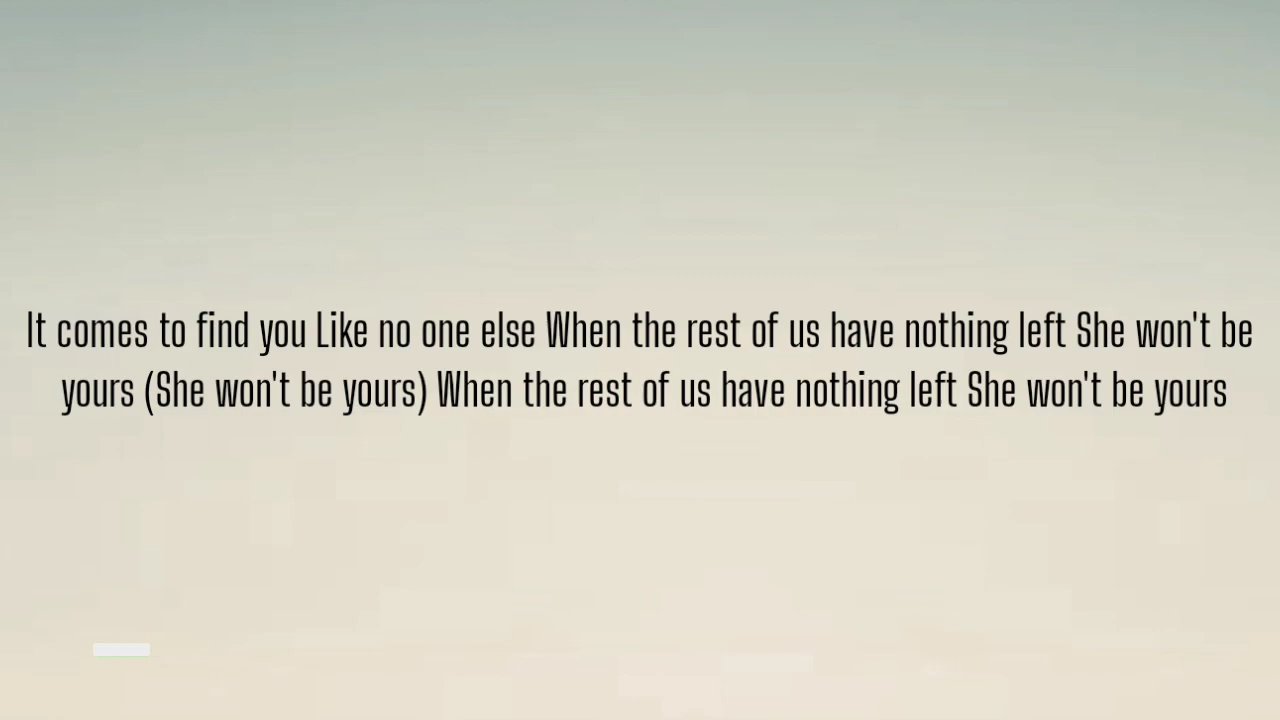 It comes to find you Like no one else When the rest of us have nothing left She won't be
yours (She won't be yours) When the rest of us have nothing left She won't be yours